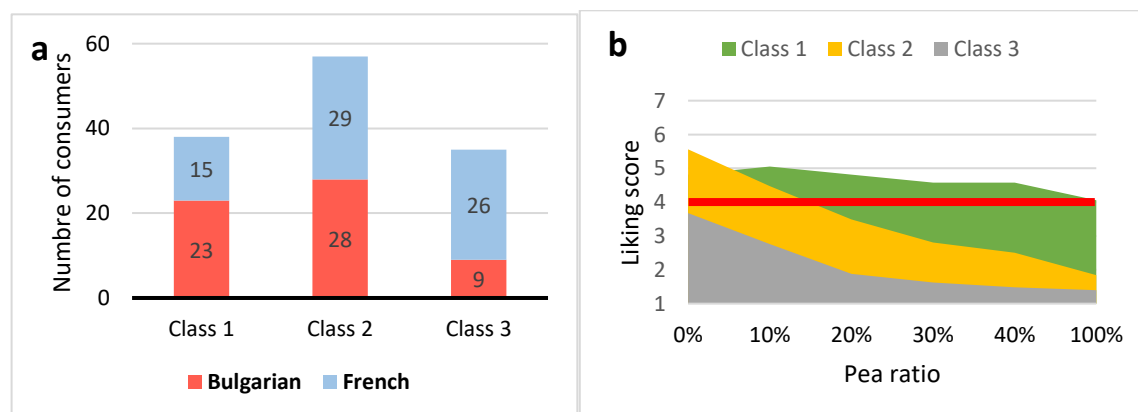 a
Numbre of consumers
60
40
20
0
15
23
29
28
26
9
Class 1 Class 2 Class 3
Bulgarian French
b
Class 1 Class 2 Class 3
Liking score
7
6
5
4
3
2
1
0% 10% 20% 30% 40% 100%
Pea ratio